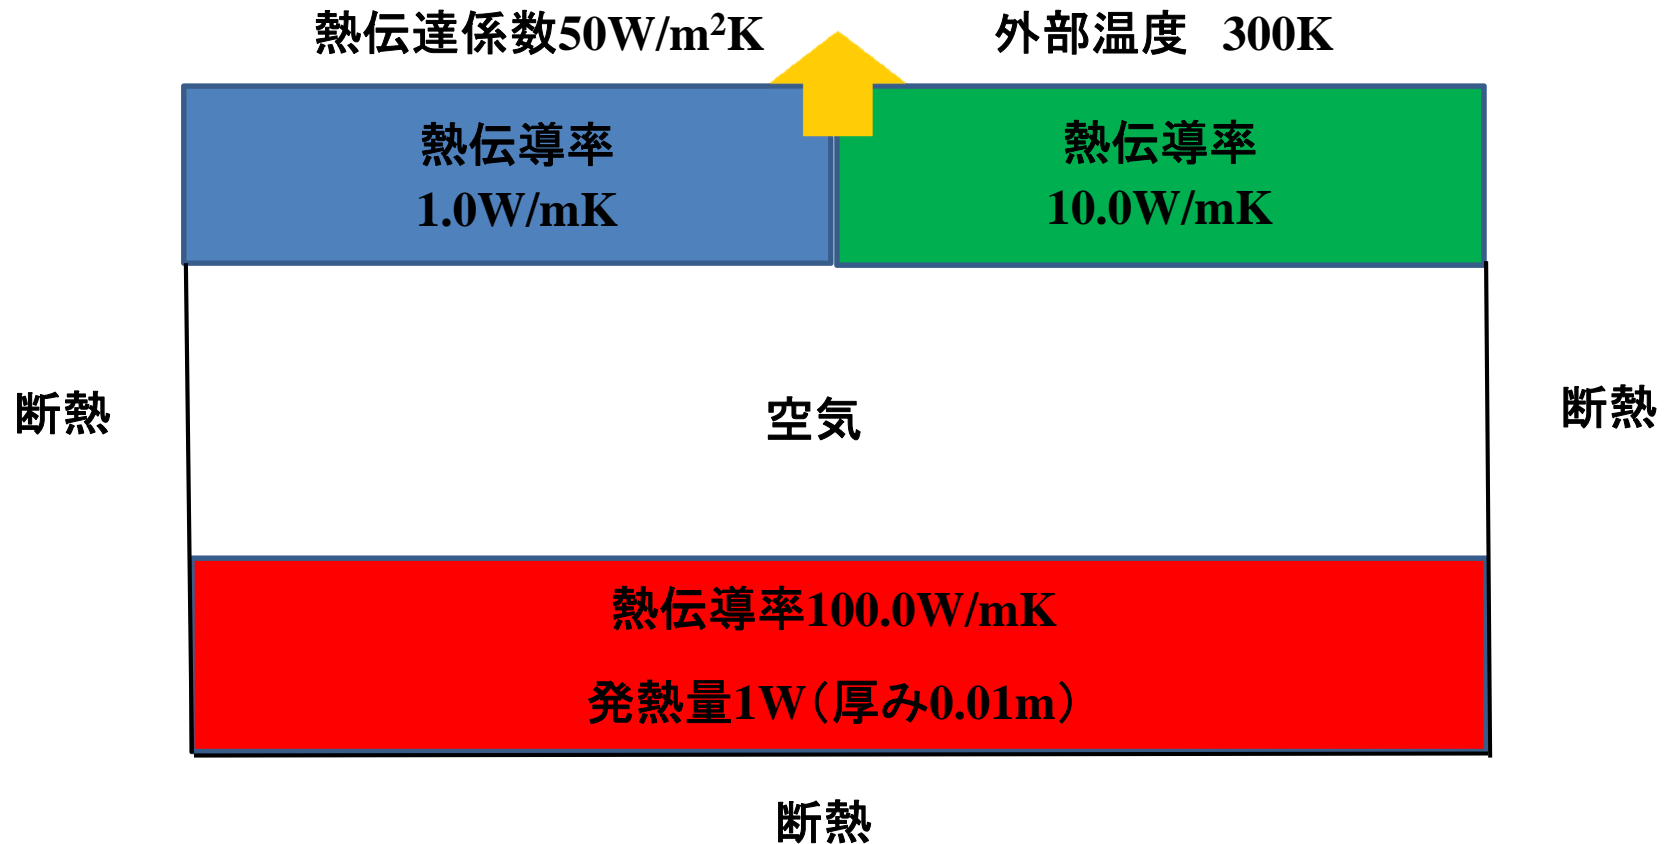 熱伝達係数50W/m²K
外部温度 300K
熱伝導率
1.0W/mK
熱伝導率
10.0W/mK
断熱
空気
断熱
熱伝導率100.0W/mK
発熱量1W（厚み0.01m）
断熱